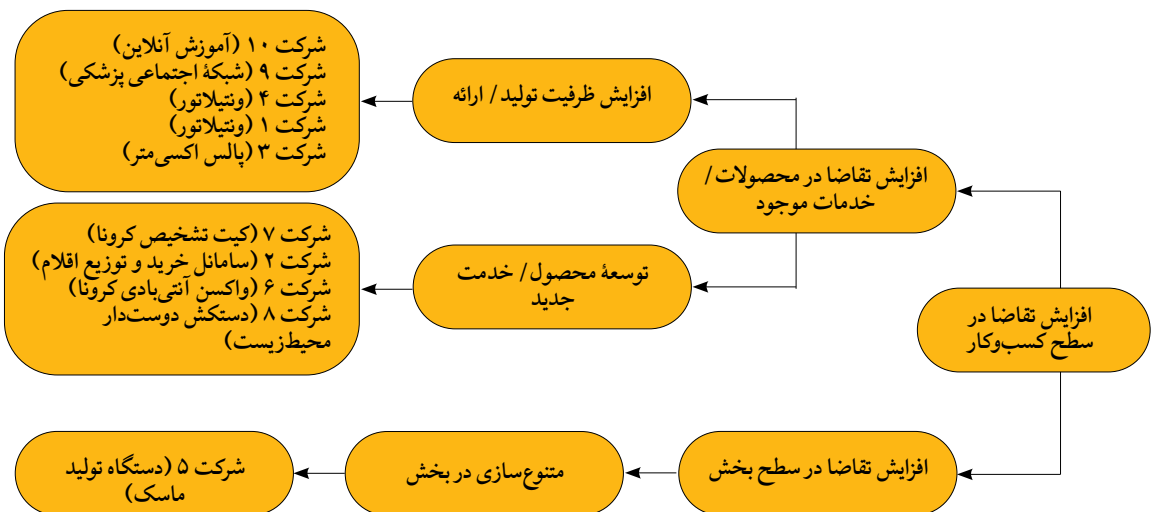 افزایش تقاضا در
سطح کسب‌وکار
افزایش تقاضا در محصولات/
خدمات موجود
افزایش ظرفیت تولید/ ارائه
شرکت ۱۰ (آموزش آنلاین)
شرکت ۹ (شبکهٔ اجتماعی پزشکی)
شرکت ۴ (ونتیلاتور)
شرکت ۱ (ونتیلاتور)
شرکت ۳ (پالس اکسی‌متر)
توسعهٔ محصول/ خدمت
جدید
شرکت ۷ (کیت تشخیص کرونا)
شرکت ۲ (سامانل خرید و توزیع اقلام)
شرکت ۶ (واکسن آنتی‌بادی کرونا)
شرکت ۸ (دستکش دوست‌دار
محیط‌زیست)
افزایش تقاضا در سطح بخش
متنوع‌سازی در بخش
شرکت ۵ (دستگاه تولید
ماسک)